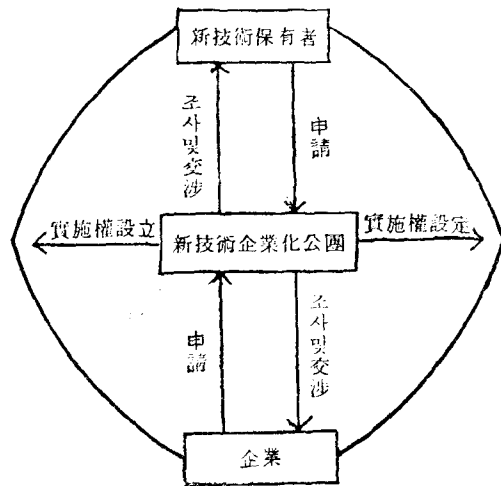 新技術保有者
조사및交涉
申請
實施權設立
新技術企業化公團
實施權設定
申請
조사및交涉
企業